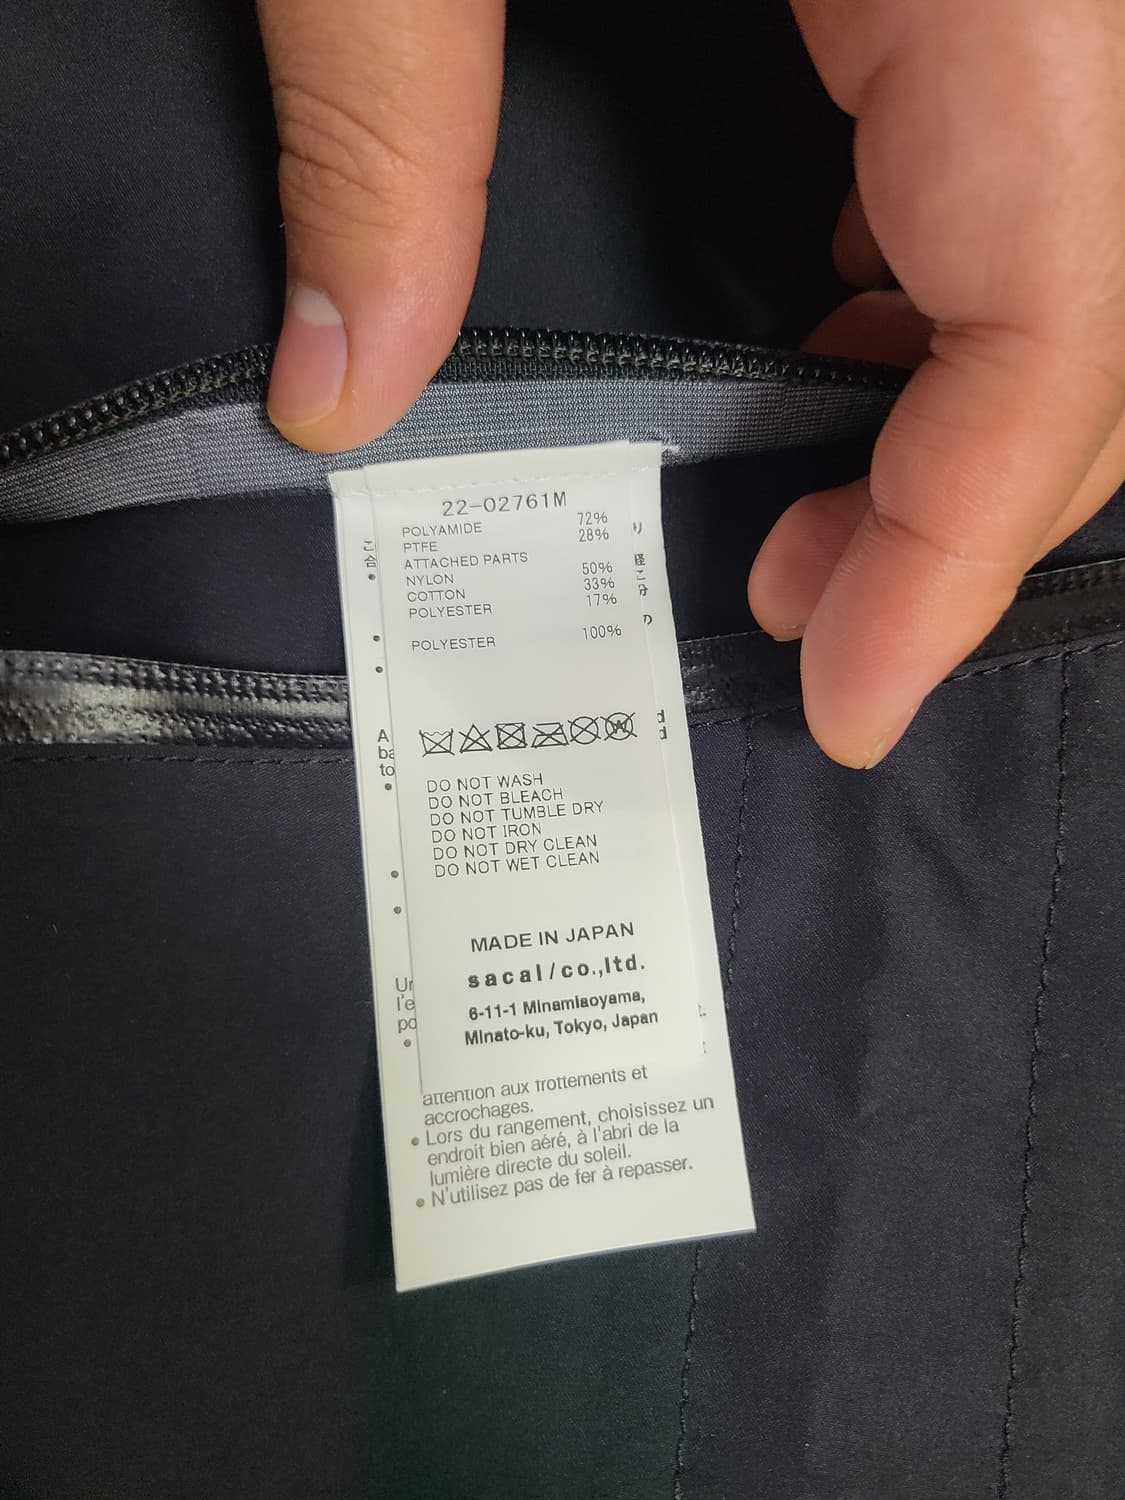 22-02761M
POLYAMIDE 72%
PTFE 28%
ATTACHED PARTS
NYLON 50%
COTTON 33%
POLYESTER 17%
POLYESTER 100%
W
DO NOT WASH
DO NOT BLEACH
DO NOT TUMBLE DRY
DO NOT IRON
DO NOT DRY CLEAN
DO NOT WET CLEAN
MADE IN JAPAN
sacai/co.,ltd.
6-11-1 Minamiaoyama,
Minato-ku, Tokyo, Japan
attention aux frottements et
accrochages.
• Lors du rangement, choisissez un
endroit bien aéré, à l'abri de la
lumière directe du soleil.
• N'utilisez pas de fer à repasser.